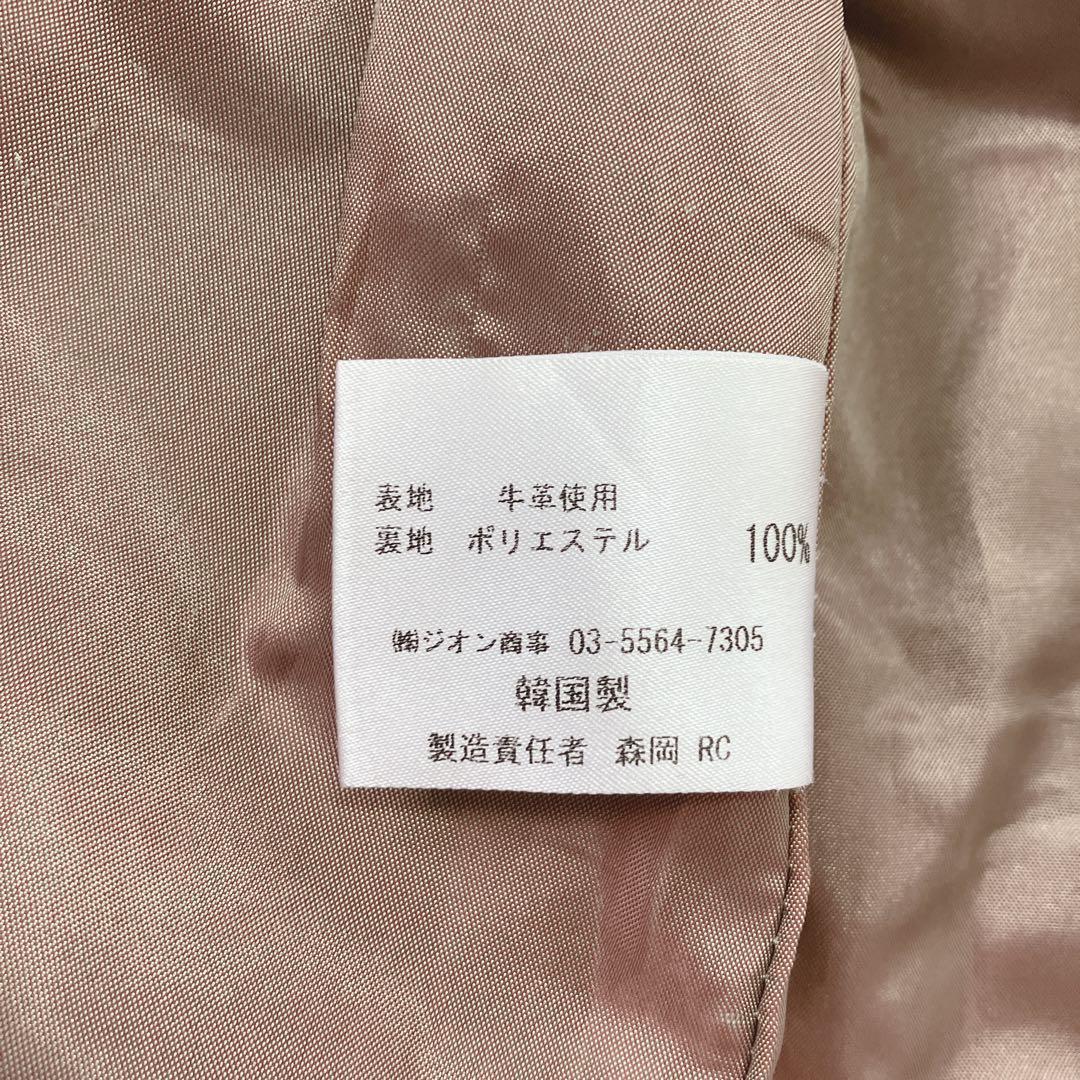 表地 牛革使用
裏地 ポリエステル 100%
㈱ジオン商事 03-5564-7305
韓国製
製造責任者 森岡 RC